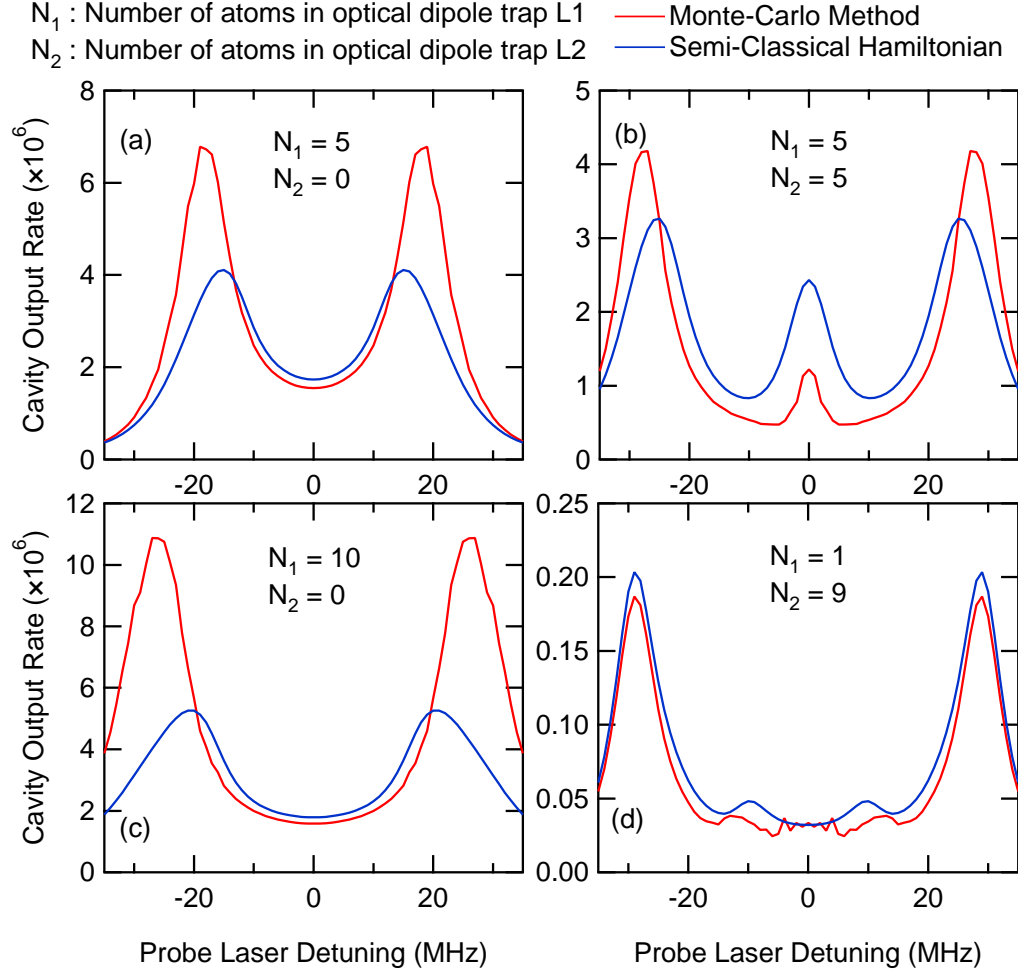 N₁ : Number of atoms in optical dipole trap L1
N₂ : Number of atoms in optical dipole trap L2
Monte-Carlo Method
Semi-Classical Hamiltonian
Cavity Output Rate (×10⁶)
8
6
4
2
0
(a)
N₁ = 5
N₂ = 0
-20
0
20
5
4
3
2
1
0
(b)
N₁ = 5
N₂ = 5
-20
0
20
Cavity Output Rate (×10⁶)
12
10
8
6
4
2
0
(c)
N₁ = 10
N₂ = 0
-20
0
20
Probe Laser Detuning (MHz)
0.25
0.20
0.15
0.10
0.05
0.00
(d)
N₁ = 1
N₂ = 9
-20
0
20
Probe Laser Detuning (MHz)